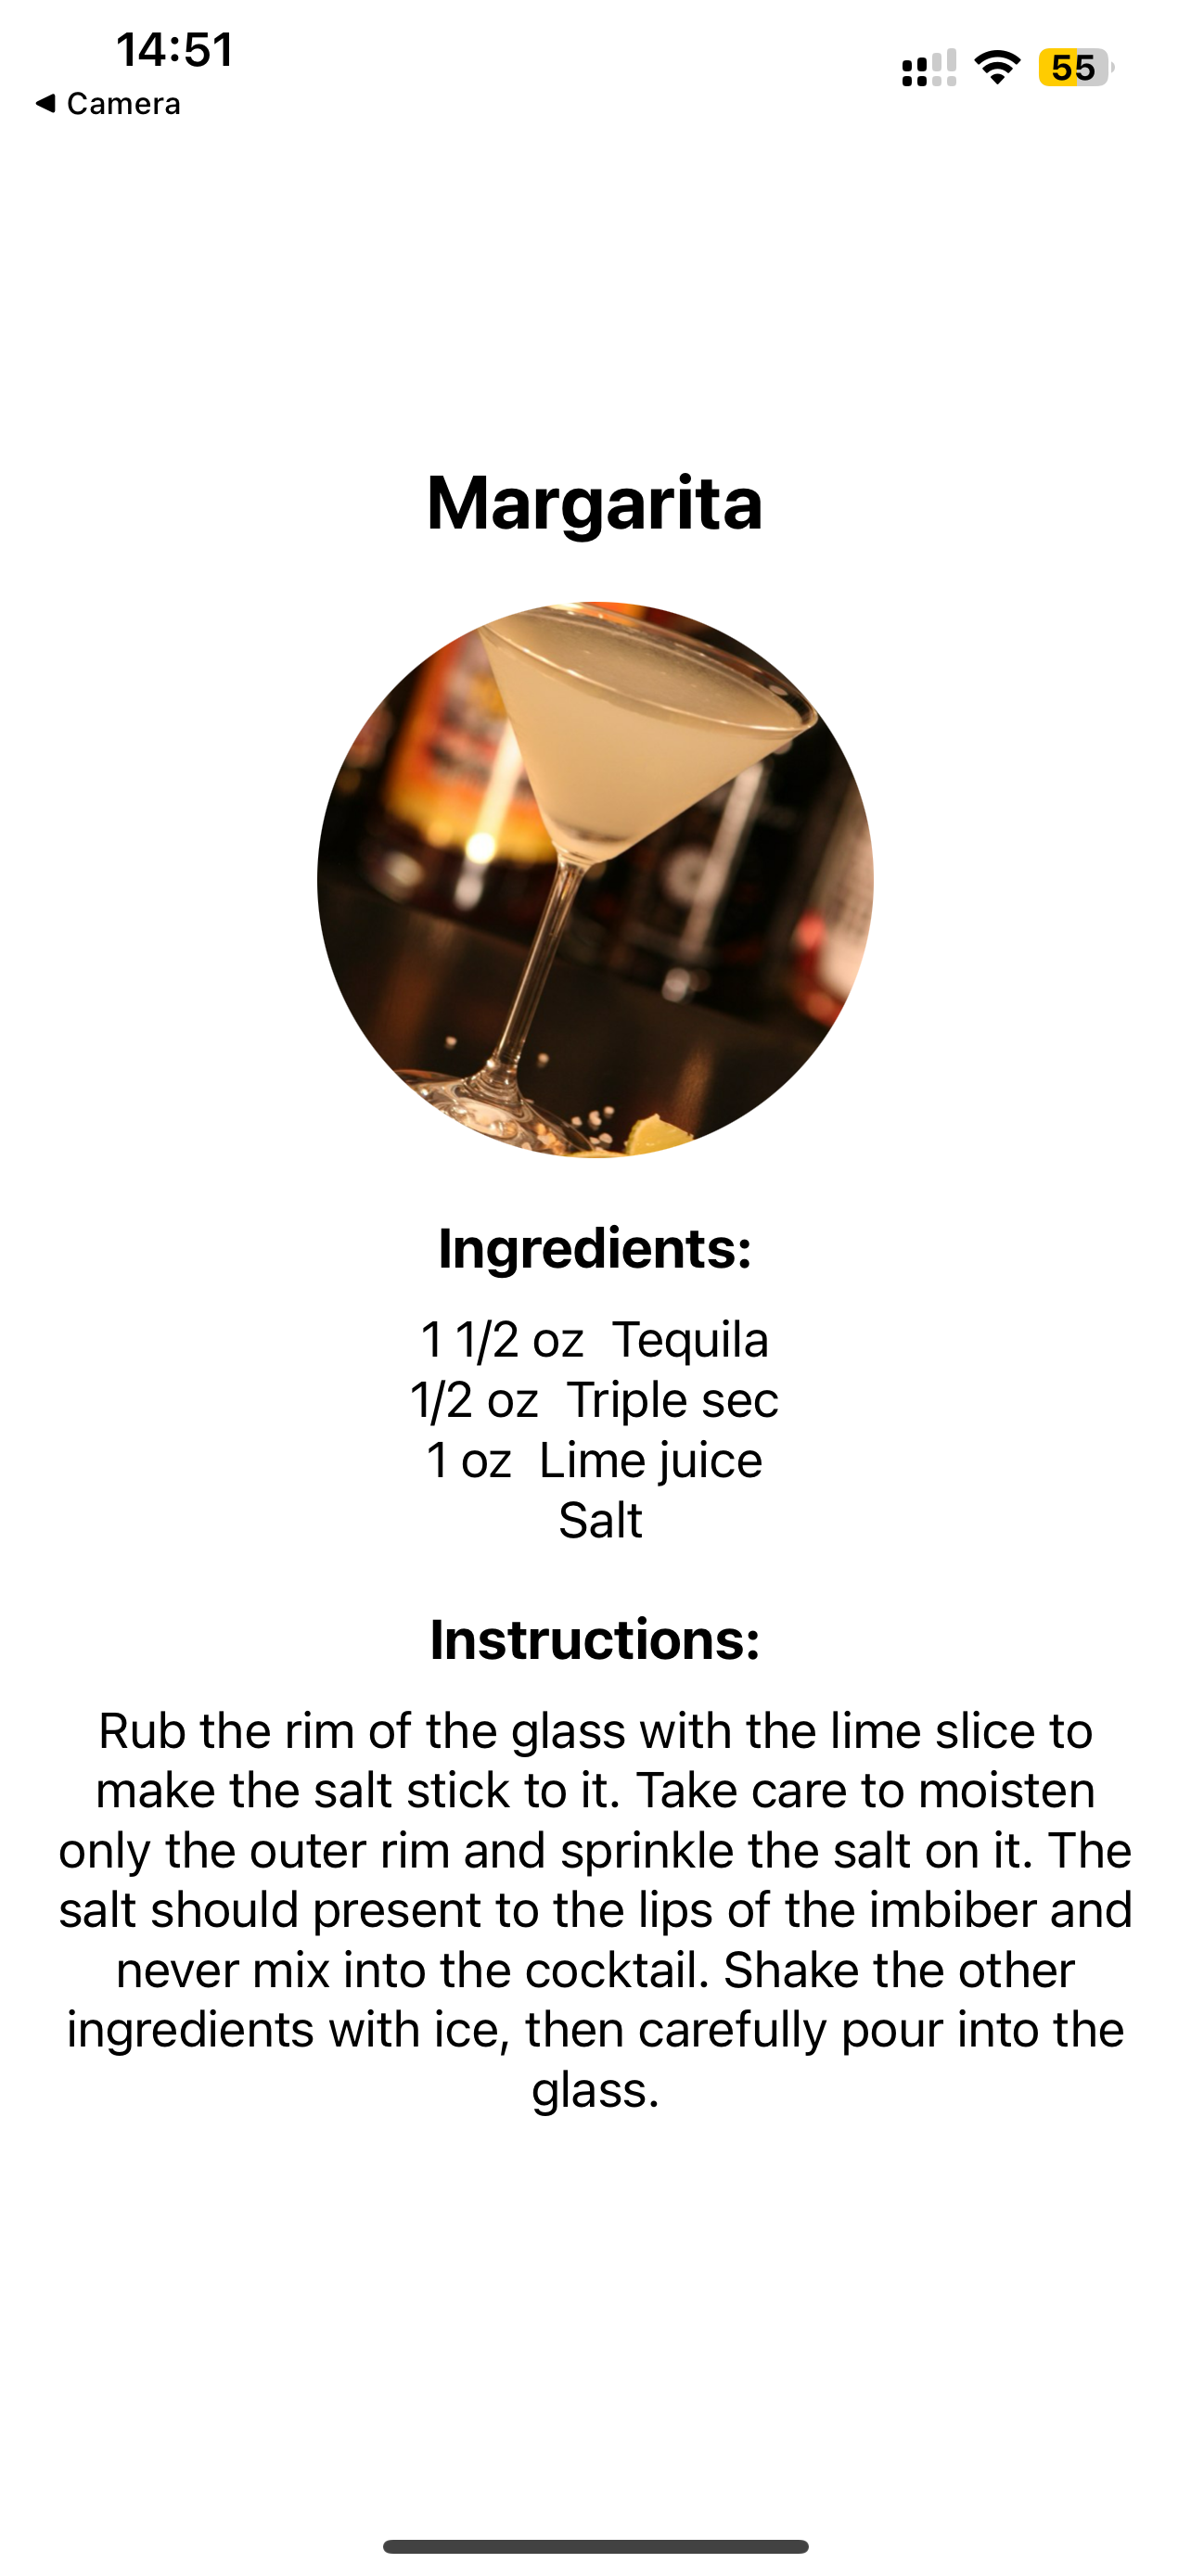 14:51
55
◀ Camera
Margarita
Ingredients:
1 1/2 oz Tequila
1/2 oz Triple sec
1 oz Lime juice
Salt
Instructions:
Rub the rim of the glass with the lime slice to
make the salt stick to it. Take care to moisten
only the outer rim and sprinkle the salt on it. The
salt should present to the lips of the imbiber and
never mix into the cocktail. Shake the other
ingredients with ice, then carefully pour into the
glass.